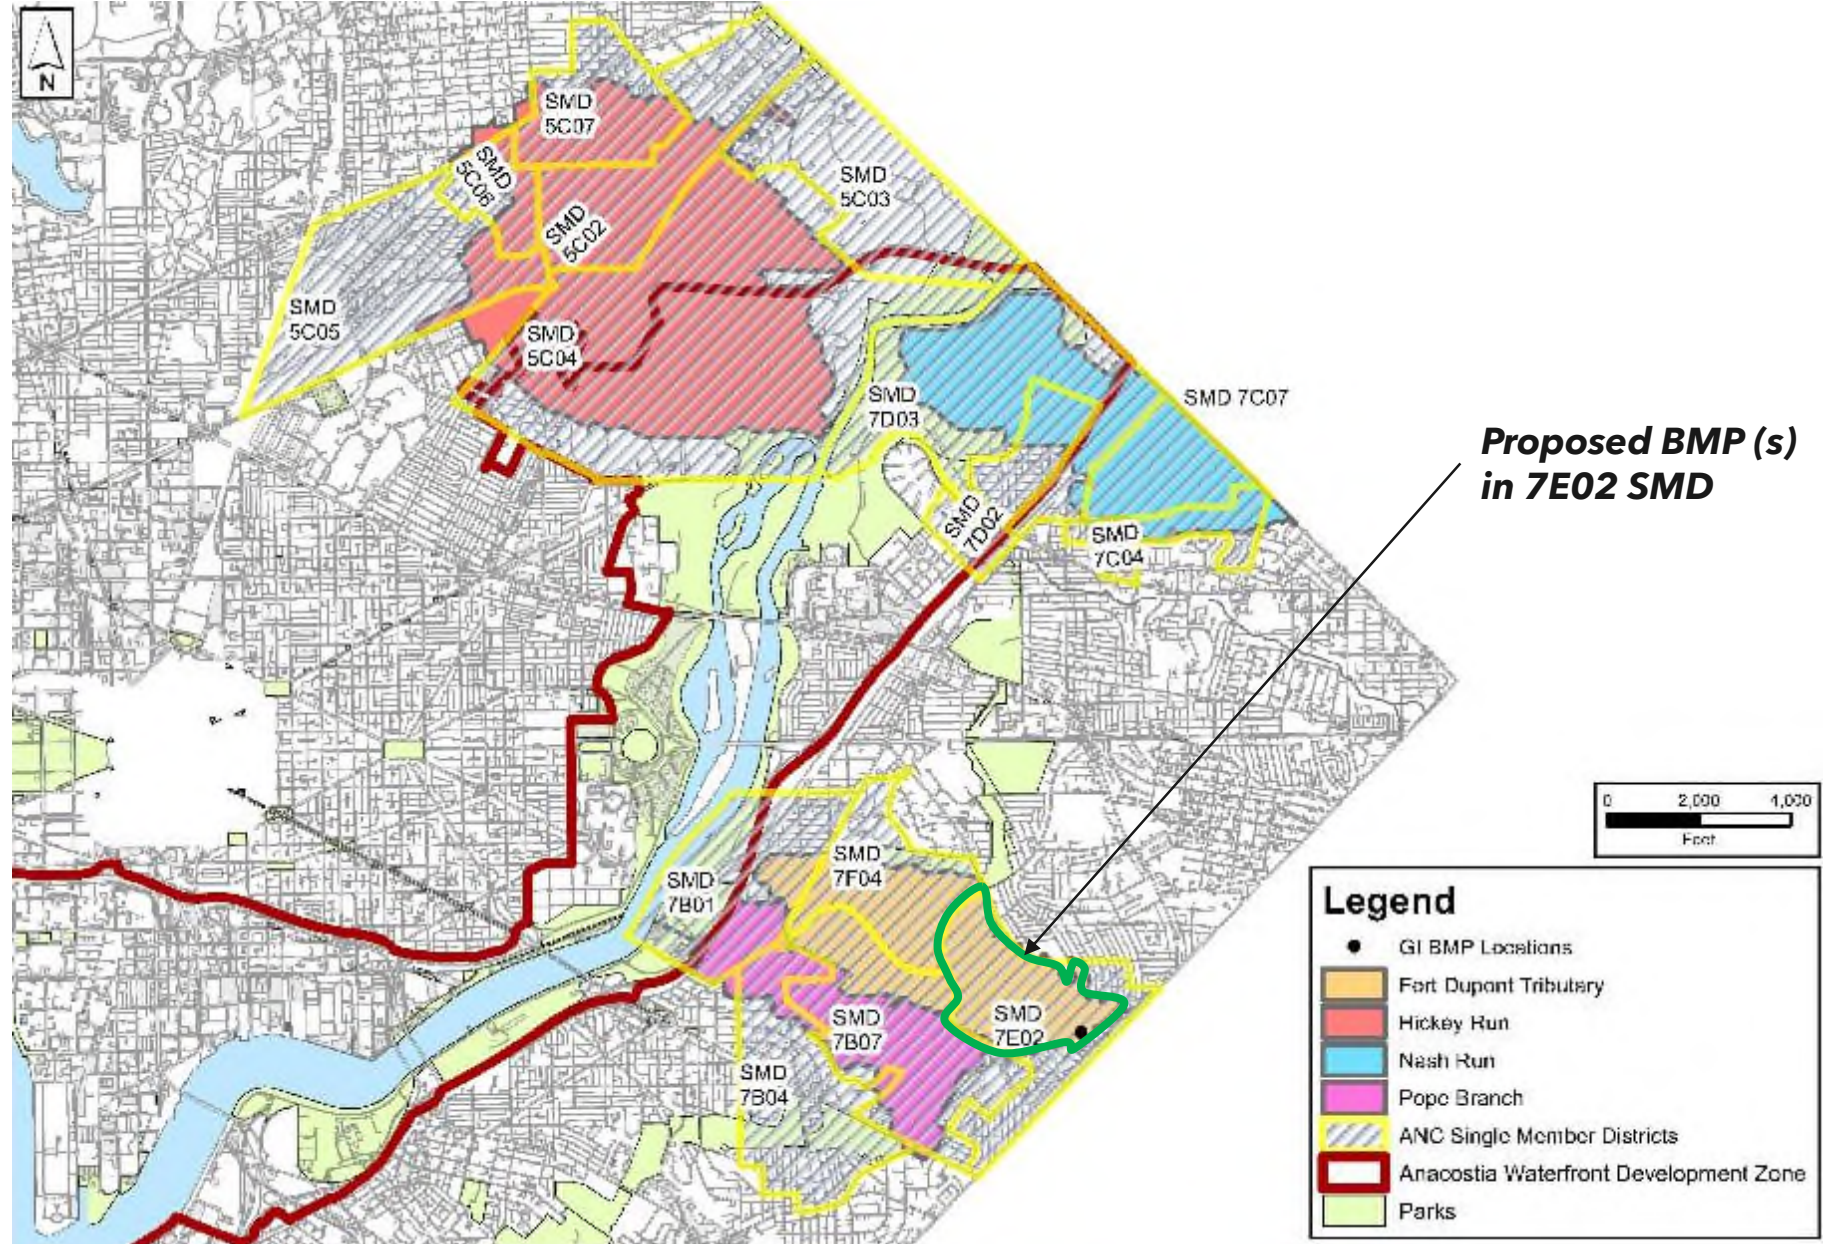 N
SMD
5C07
SMD
5C06
SMD
5C02
SMD
5C03
SMD
5C05
SMD
5C04
SMD
7D03
SMD 7C07
Proposed BMP (s)
in 7E02 SMD
SMD
7D02
SMD
7C04
0 2,000 4,000
Feet
SMD
7F04
SMD
7B01
SMD
7E02
SMD
7B07
SMD
7B04
Legend
GI BMP Locations
Fort Dupont Tributary
Hickey Run
Nash Run
Pope Branch
ANC Single Member Districts
Anacostia Waterfront Development Zone
Parks